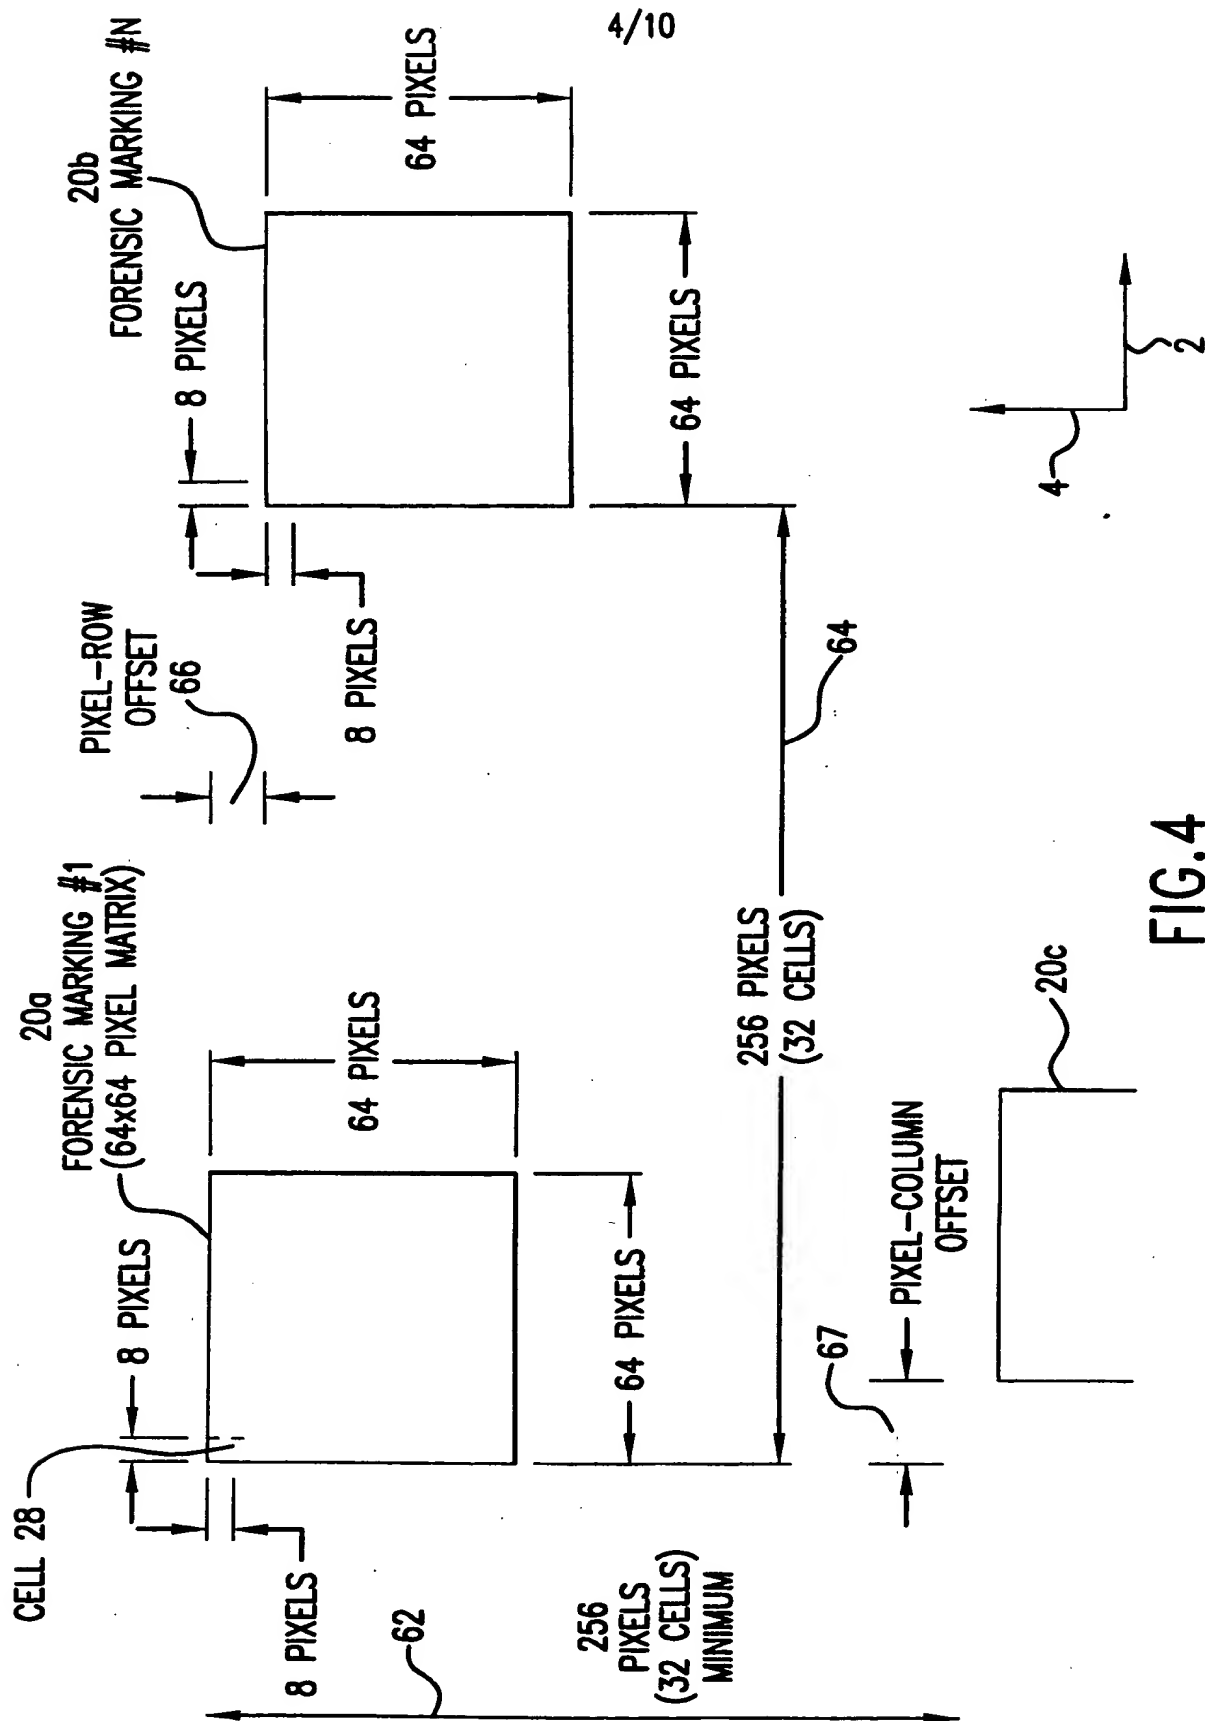 4/10
20a
FORENSIC MARKING #1
(64x64 PIXEL MATRIX)
CELL 28
8 PIXELS
8 PIXELS
64 PIXELS
64 PIXELS
PIXEL-ROW
OFFSET
66
20b
FORENSIC MARKING #N
8 PIXELS
8 PIXELS
64 PIXELS
64 PIXELS
62
256
PIXELS
(32 CELLS)
MINIMUM
256 PIXELS
(32 CELLS)
64
67
PIXEL-COLUMN
OFFSET
20c
4
2
FIG.4